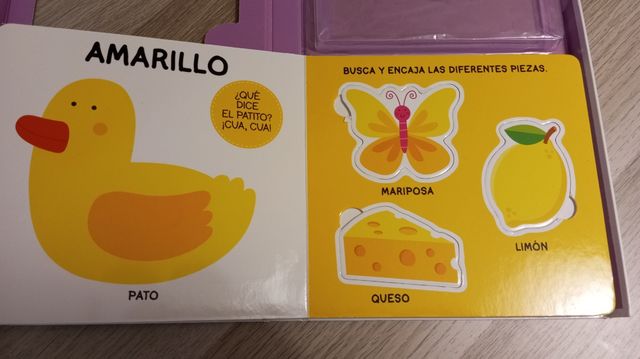 AMARILLO
¿QUÉ
DICE
EL PATITO?
¡CUA, CUA!
PATO
BUSCA Y ENCAJA LAS DIFERENTES PIEZAS.
MARIPOSA
LIMÓN
QUESO